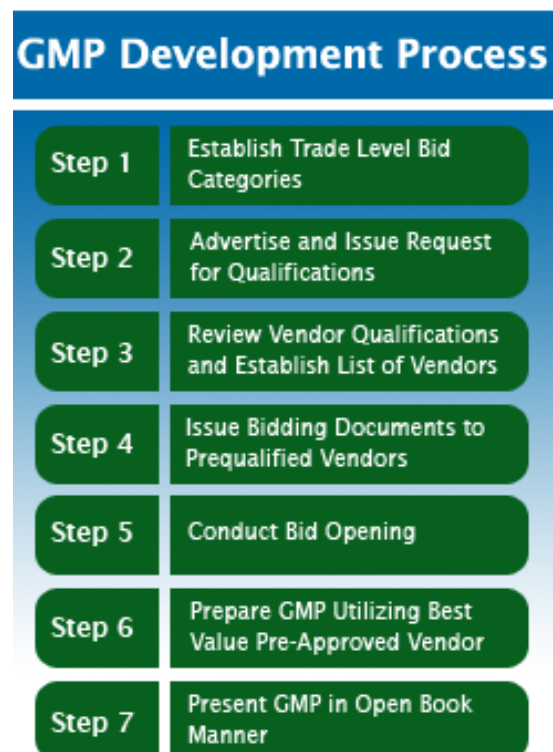 GMP Development Process
Step 1
Establish Trade Level Bid
Categories
Step 2
Advertise and Issue Request
for Qualifications
Step 3
Review Vendor Qualifications
and Establish List of Vendors
Step 4
Issue Bidding Documents to
Prequalified Vendors
Step 5
Conduct Bid Opening
Step 6
Prepare GMP Utilizing Best
Value Pre-Approved Vendor
Step 7
Present GMP in Open Book
Manner